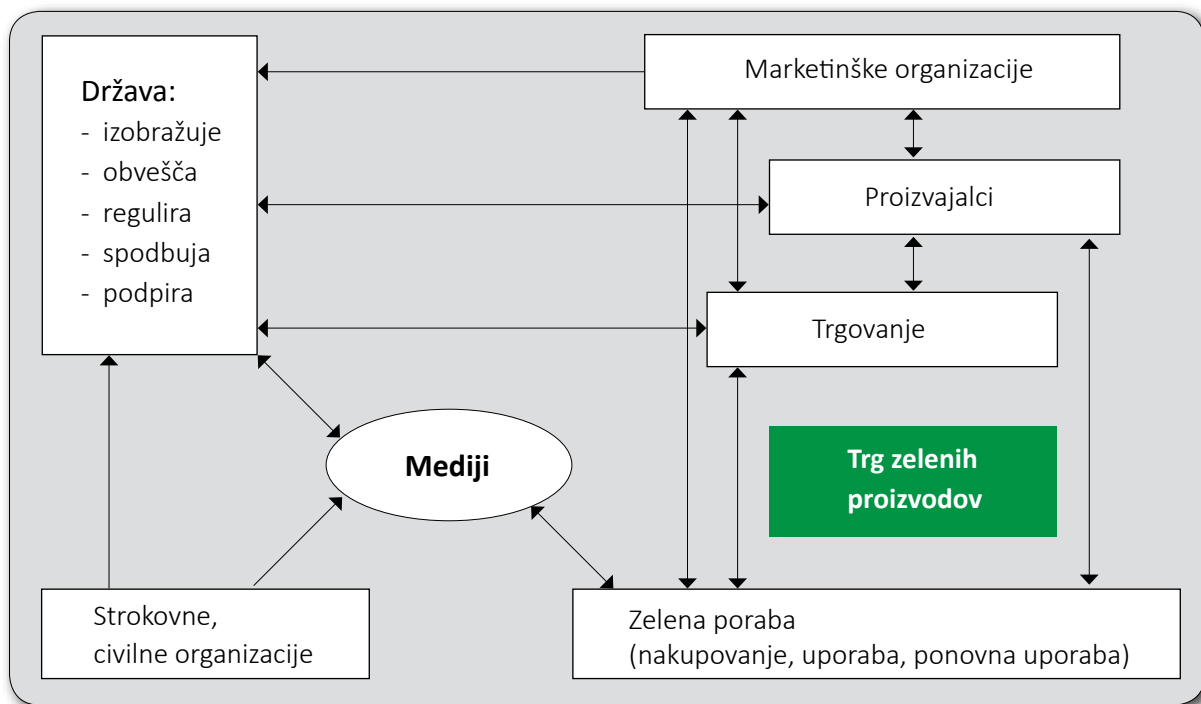 Država:
- izobražuje
- obvešča
- regulira
- spodbuja
- podpira
Marketinške organizacije
Proizvajalci
Trgovanje
Mediji
Trg zelenih
proizvodov
Strokovne,
civilne organizacije
Zelena poraba
(nakupovanje, uporaba, ponovna uporaba)